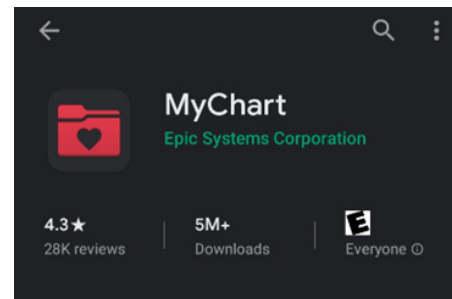 MyChart
Epic Systems Corporation
4.3★ 5M+ E
28K reviews Downloads Everyone ⓘ